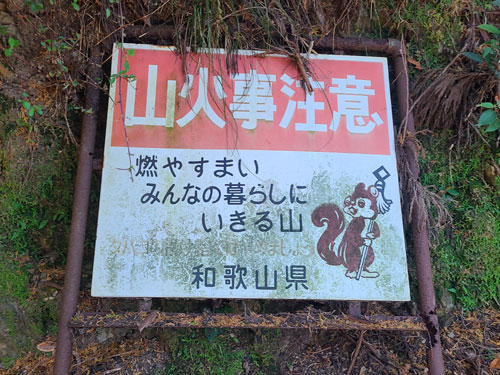 山火事注意
燃やすまい
みんなの暮らしに
いきる山
和歌山県